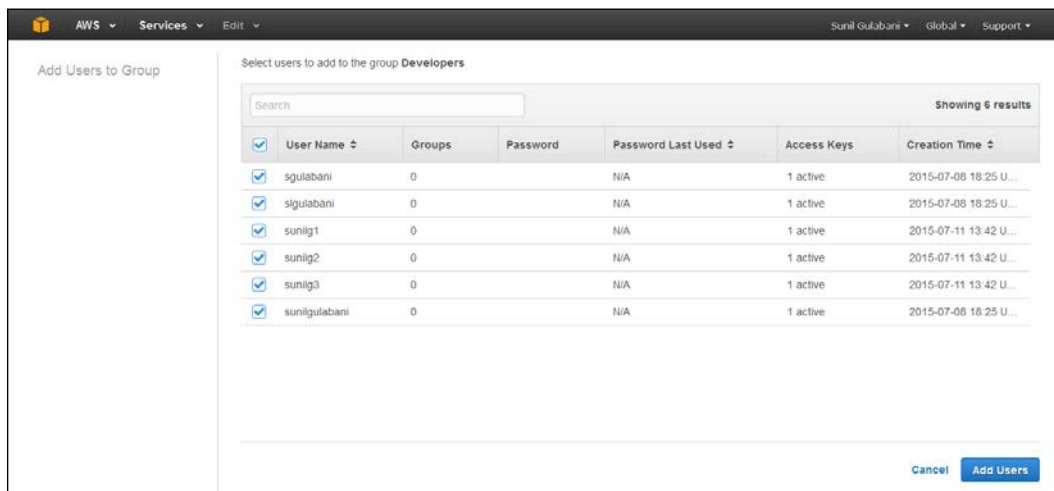 AWS Services Edit Sunil Gulabani Global Support
Add Users to Group
Select users to add to the group Developers
Search Showing 6 results
User Name Groups Password Password Last Used Access Keys Creation Time
sgulabani 0 N/A 1 active 2015-07-08 18:25 U...
slgulabani 0 N/A 1 active 2015-07-08 18:25 U...
sunilg1 0 N/A 1 active 2015-07-11 13:42 U...
sunilg2 0 N/A 1 active 2015-07-11 13:42 U...
sunilg3 0 N/A 1 active 2015-07-11 13:42 U...
sunilgulabani 0 N/A 1 active 2015-07-08 18:25 U...
Cancel Add Users